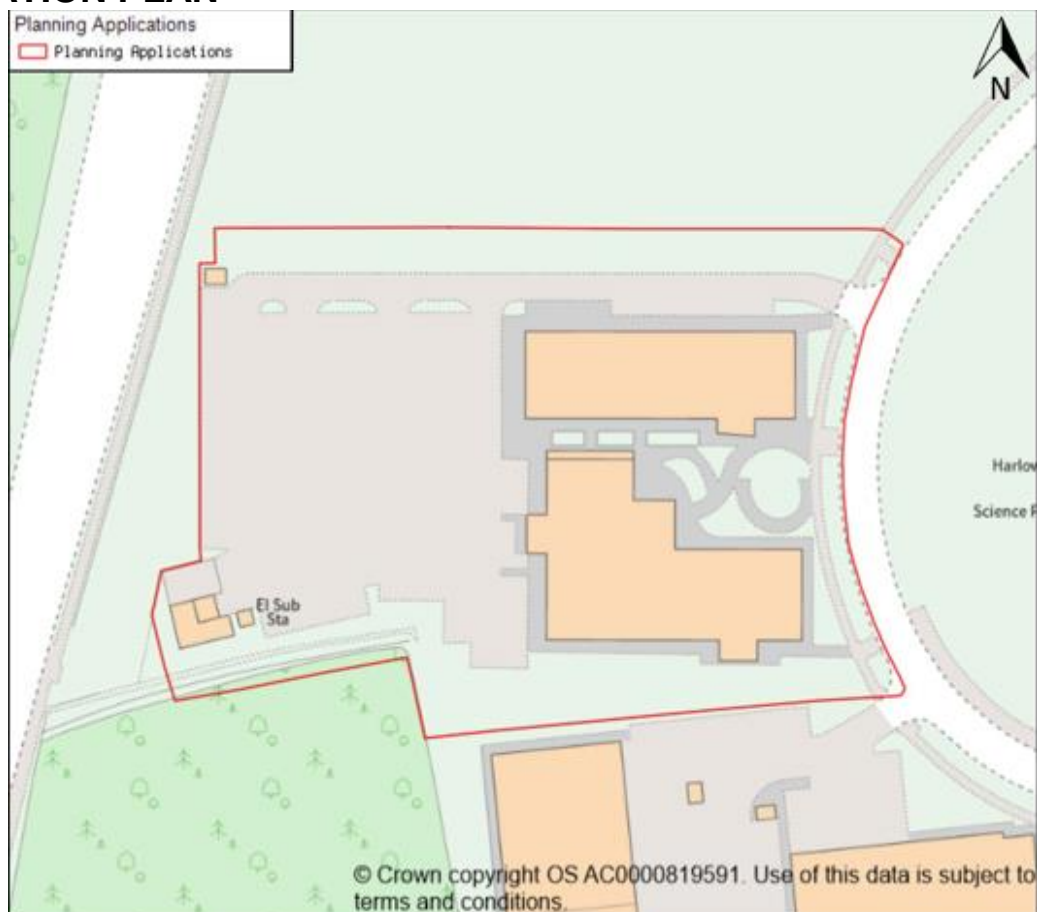 Planning Applications
Planning Applications
N
Science
El Sub
Sta
© Crown copyright OS AC0000819591. Use of this data is subject to
terms and conditions.